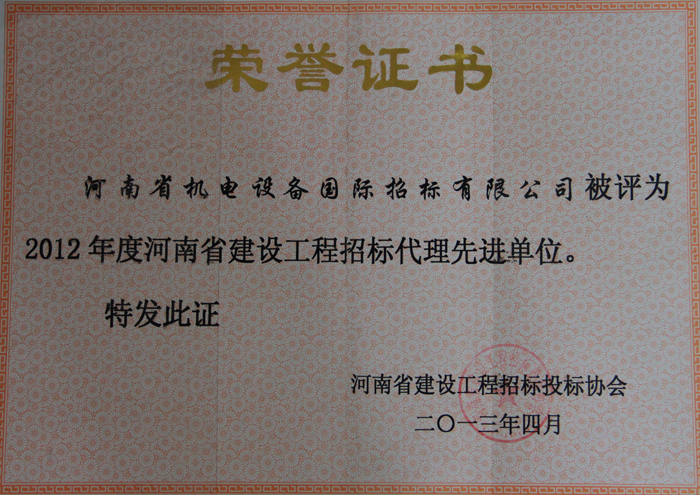 荣誉证书
河南省机电设备国际招标有限公司被评为
2012年度河南省建设工程招标代理先进单位。
特发此证
河南省建设工程招标投标协会
二〇一三年四月